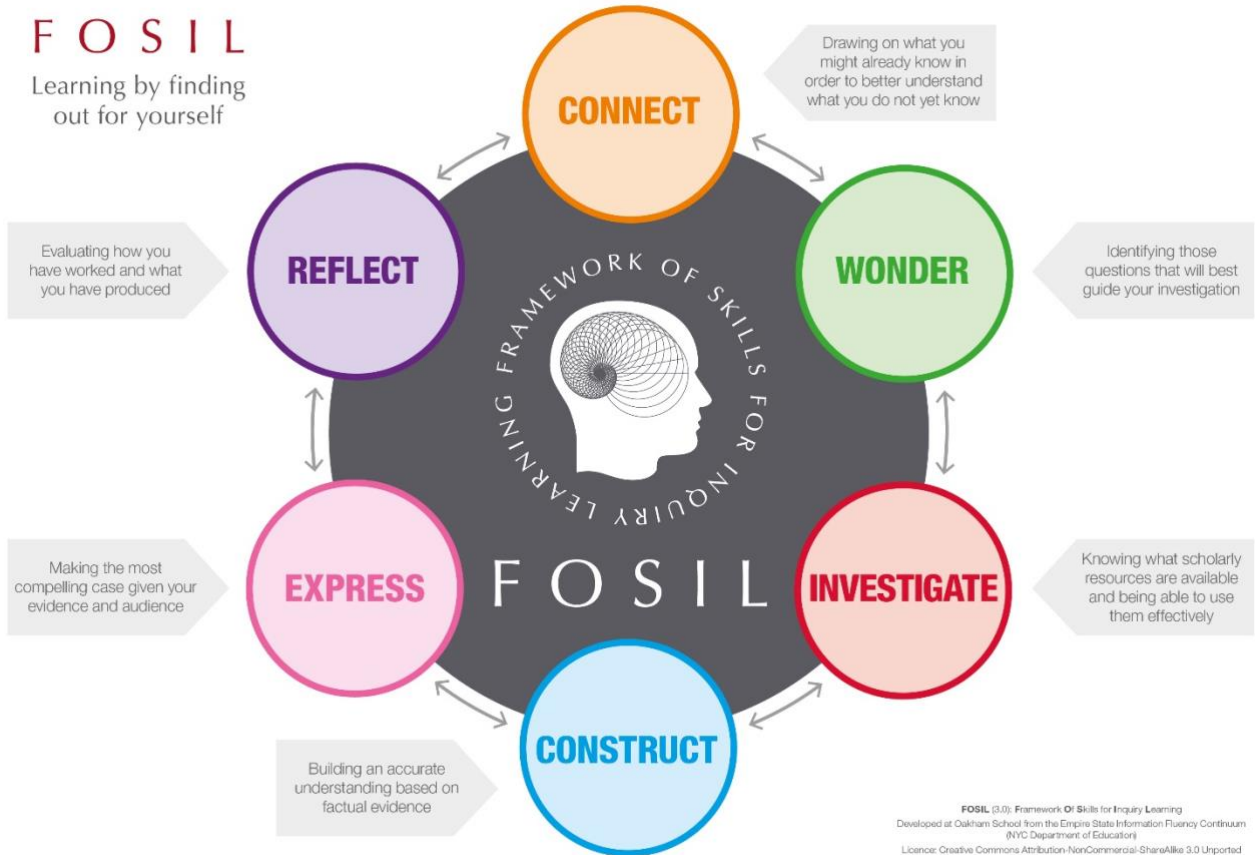 FOSIL
Learning by finding
out for yourself
CONNECT
Drawing on what you
might already know in
order to better understand
what you do not yet know
WONDER
Identifying those
questions that will best
guide your investigation
INVESTIGATE
Knowing what scholarly
resources are available
and being able to use
them effectively
CONSTRUCT
Building an accurate
understanding based on
factual evidence
EXPRESS
Making the most
compelling case given your
evidence and audience
REFLECT
Evaluating how you
have worked and what
you have produced
FRAMEWORK OF SKILLS FOR INQUIRY LEARNING
FOSIL
FOSIL (3.0): Framework Of Skills for Inquiry Learning
Developed at Oakham School from the Empire State Information Fluency Continuum
(NYC Department of Education)
Licence: Creative Commons Attribution-NonCommercial-ShareAlike 3.0 Unported